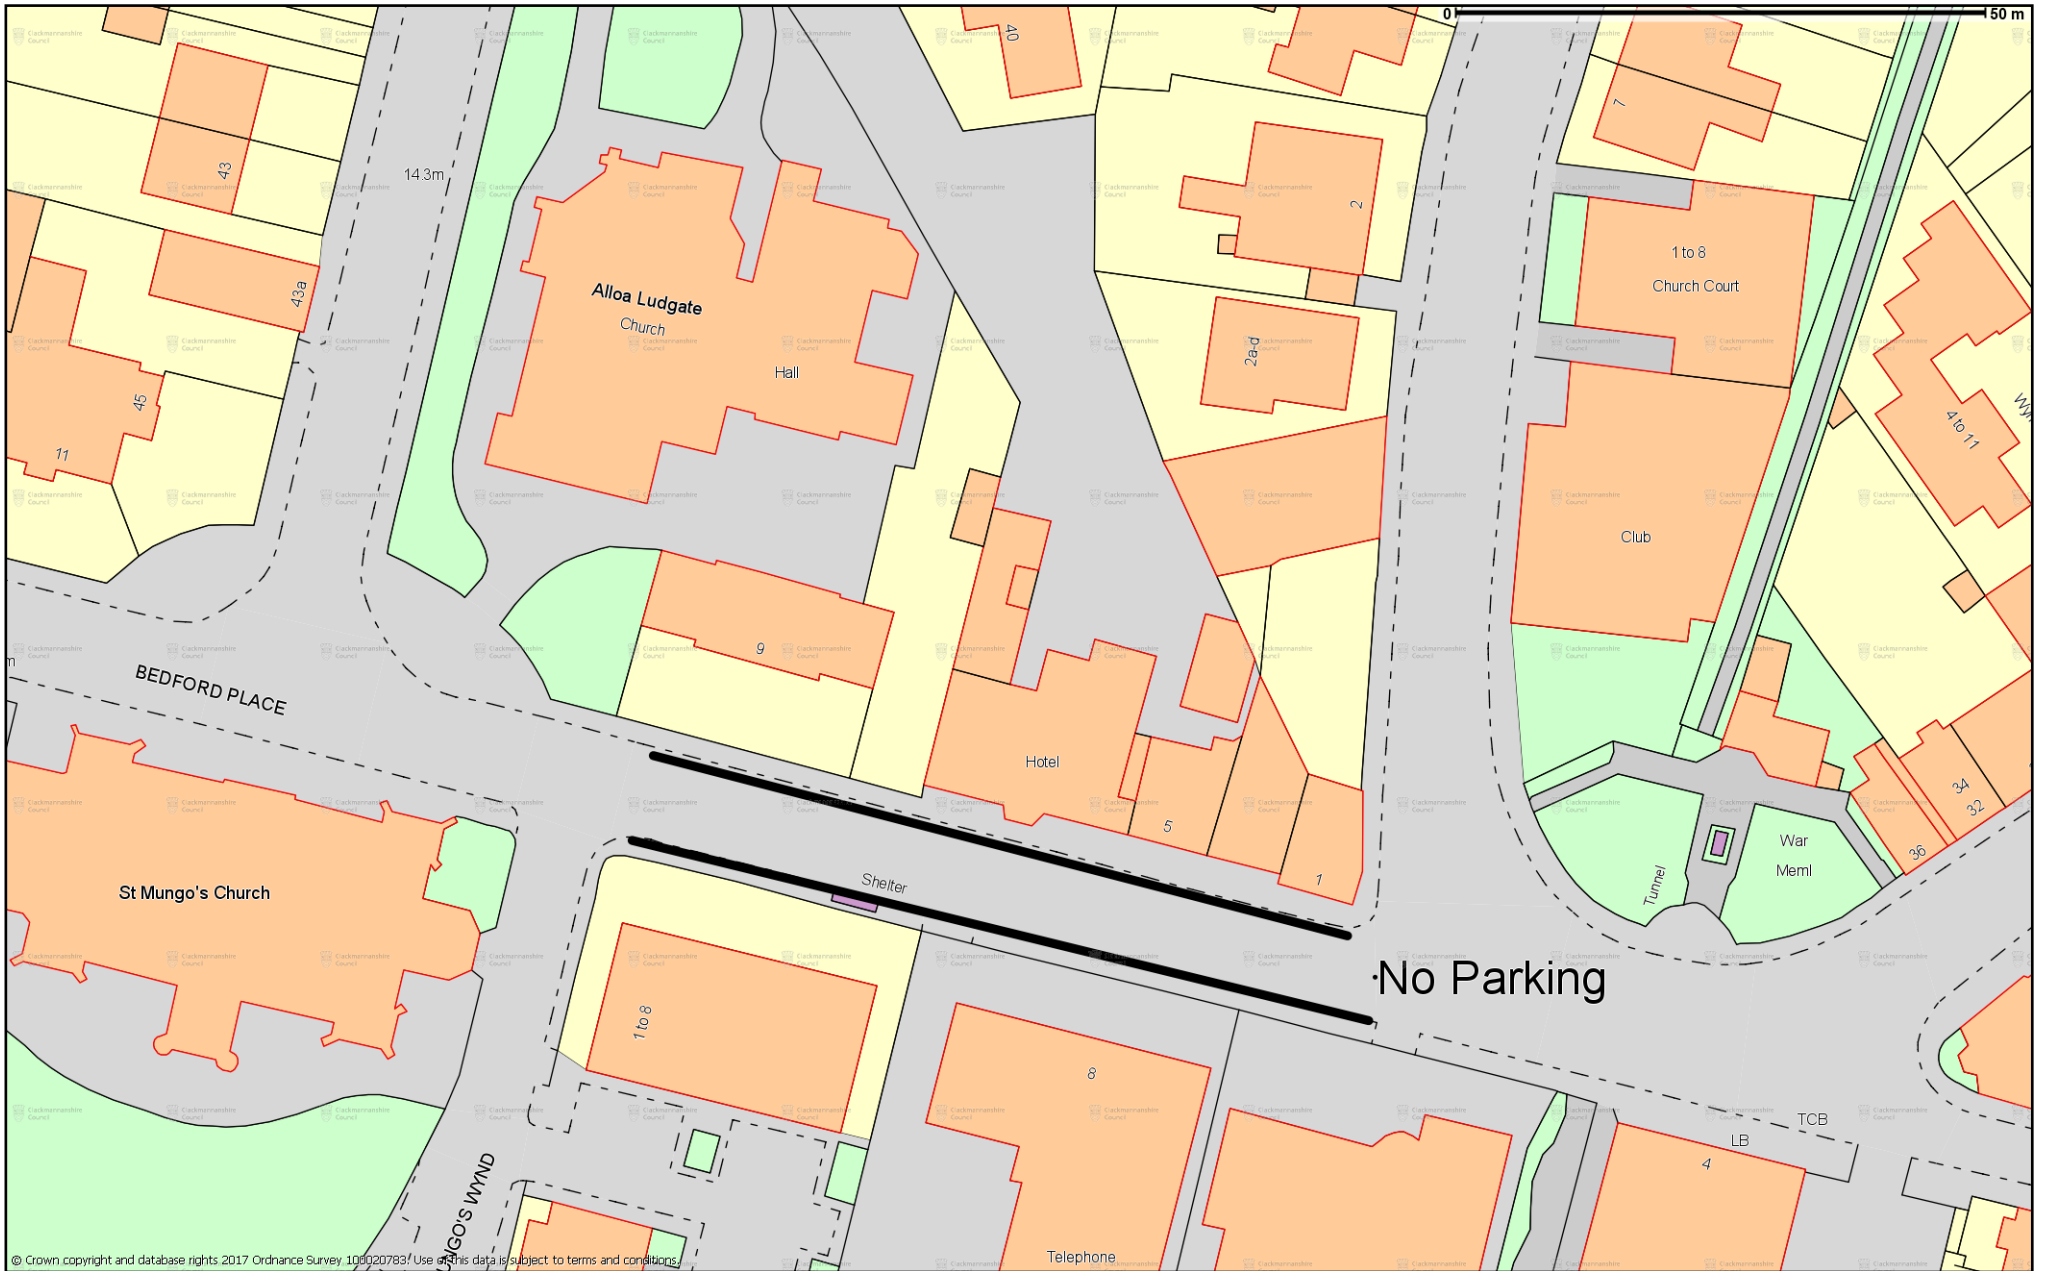 0
50 m
40
7
43
14.3m
2
1 to 8
Church Court
43a
Alloa Ludgate
Church
Hall
2a-d
45
11
4 to 11
Club
9
BEDFORD PLACE
Hotel
5
1
34
32
36
War
Meml
Tunnel
St Mungo's Church
Shelter
No Parking
1 to 8
8
TCB
LB
4
Telephone
© Crown copyright and database rights 2017 Ordnance Survey 100020783. Use of this data is subject to terms and conditions.
Clackmannanshire
Council